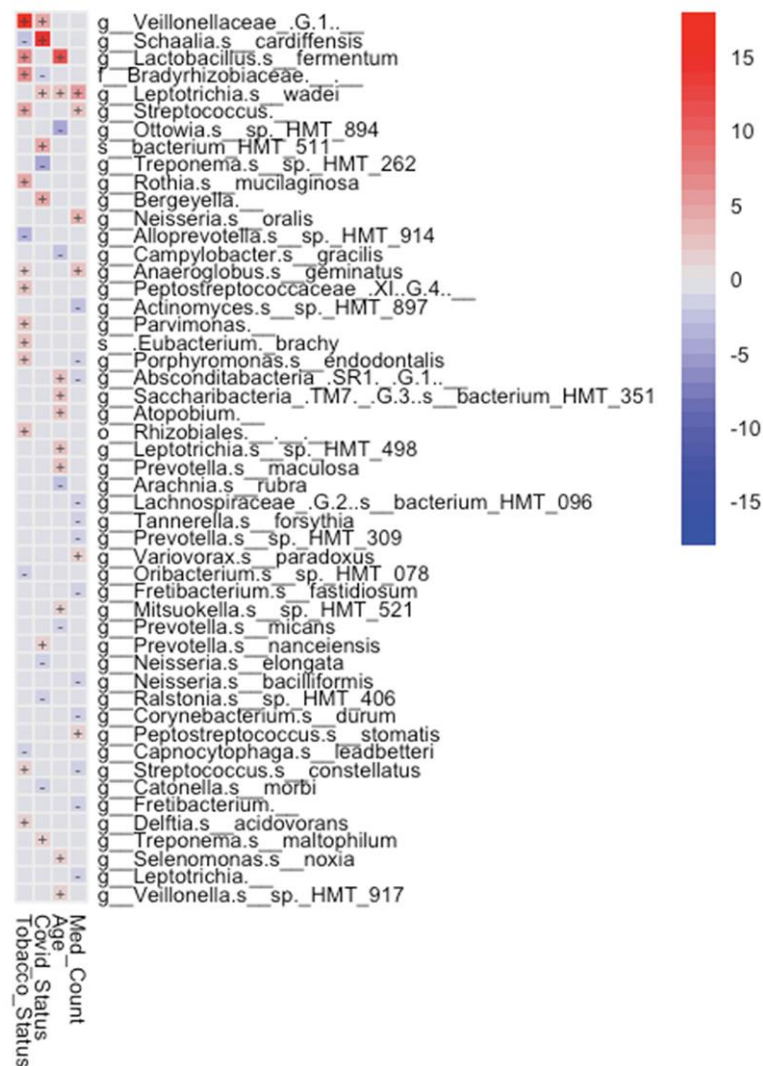 g__Veillonellaceae_.G.1..__
g__Schaalia.s__cardiffensis
g__Lactobacillus.s__fermentum
f__Bradyrhizobiaceae.__.__
g__Leptotrichia.s__wadei
g__Streptococcus.__
g__Ottowia.s__sp._HMT_894
s__bacterium_HMT_511
g__Treponema.s__sp._HMT_262
g__Rothia.s__mucilaginosa
g__Bergeyella.__
g__Neisseria.s__oralis
g__Alloprevotella.s__sp._HMT_914
g__Campylobacter.s__gracilis
g__Anaeroglobus.s__geminatus
g__Peptostreptococcaceae_.XI..G.4..__
g__Actinomyces.s__sp._HMT_897
g__Parvimonas.__
s__.Eubacterium._brachy
g__Porphyromonas.s__endodontalis
g__Absconditabacteria_.SR1._.G.1..__
g__Saccharibacteria_.TM7._.G.3..s__bacterium_HMT_351
g__Atopobium.__
o__Rhizobiales.__.__.__
g__Leptotrichia.s__sp._HMT_498
g__Prevotella.s__maculosa
g__Arachnia.s__rubra
g__Lachnospiraceae_.G.2..s__bacterium_HMT_096
g__Tannerella.s__forsythia
g__Prevotella.s__sp._HMT_309
g__Variovorax.s__paradoxus
g__Oribacterium.s__sp._HMT_078
g__Fretibacterium.s__fastidiosum
g__Mitsuokella.s__sp._HMT_521
g__Prevotella.s__micans
g__Prevotella.s__nanceiensis
g__Neisseria.s__elongata
g__Neisseria.s__bacilliformis
g__Ralstonia.s__sp._HMT_406
g__Corynebacterium.s__durum
g__Peptostreptococcus.s__stomatis
g__Capnocytophaga.s__leadbetteri
g__Streptococcus.s__constellatus
g__Catonella.s__morbi
g__Fretibacterium.__
g__Delftia.s__acidovorans
g__Treponema.s__maltophilum
g__Selenomonas.s__noxia
g__Leptotrichia.__
g__Veillonella.s__sp._HMT_917
Tobacco_Status
Covid_Status
Age
Med_Count
15
10
5
0
-5
-10
-15